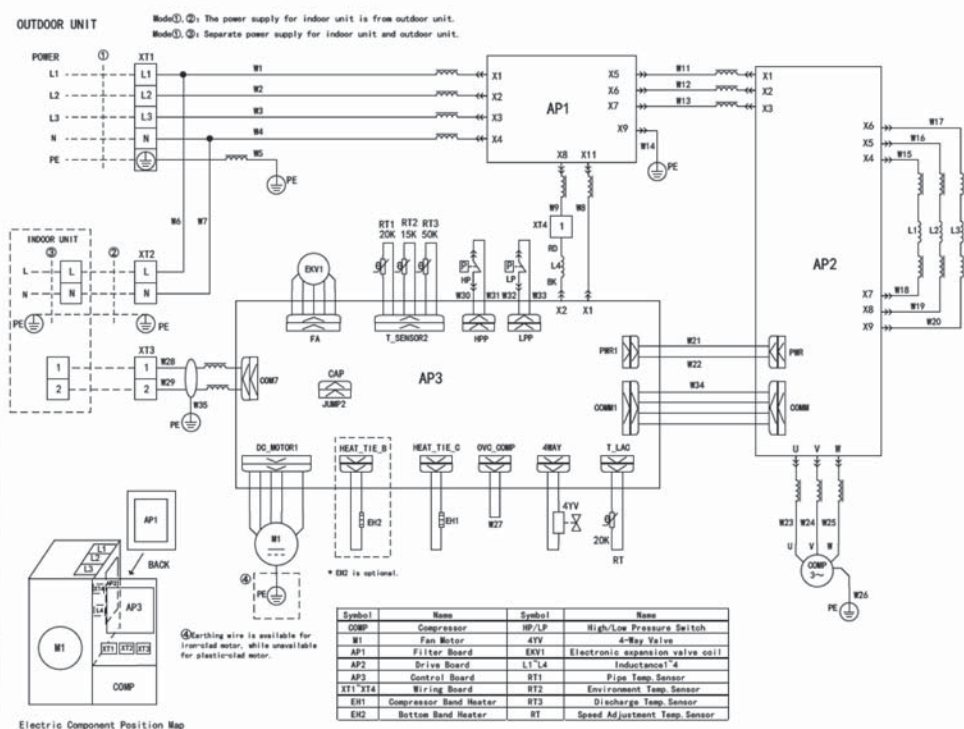 OUTDOOR UNIT
Mode①,②: The power supply for indoor unit is from outdoor unit.
Mode①,③: Separate power supply for indoor unit and outdoor unit.
POWER ① XT1
L1 L1 W1 X1
L2 L2 W2 X2
L3 L3 W3 X3
N N W4 X4
PE W5 PE
AP1
X5 W11 X1
X6 W12 X2
X7 W13 X3
X9 W14 PE
X8 X11
W9 W8
XT4 1
RD
L4
BK
X2 X1
AP2
X6 W17
X5 W16
X4 W15
L1 L2 L3
X7 W18
X8 W19
X9 W20
W6 W7
INDOOR UNIT
③ ② XT2
L L L
N N N
PE PE
XT3
1 1 W28
2 2 W29
W35
PE
COM7
EKV1
FA
RT1 RT2 RT3
20K 15K 50K
θ θ θ
T_SENSOR2
P HP
W30 W31
HPP
P LP
W32 W33
LPP
AP3
CAP
JUMP2
PWR1 W21 PWR
W22
COMM1 W34 COMM
DC_MOTOR1 HEAT_TIE_B HEAT_TIE_C OVC_COMP 4WAY T_LAC
M1
EH2
EH1
W27
4YV
θ
20K
RT
④ PE
* EH2 is optional.
U V W
W23 W24 W25
U V W
COMP
3~
W26
PE
AP1
BACK
L1
L2
L3
AP2
XT4
L4
AP3
M1
XT1 XT2 XT3
COMP
Electric Component Position Map
④Earthing wire is available for
iron-clad motor, while unavailable
for plastic-clad motor.
Symbol Name Symbol Name
COMP Compressor HP/LP High/Low Pressure Switch
M1 Fan Motor 4YV 4-Way Valve
AP1 Filter Board EKV1 Electronic expansion valve coil
AP2 Drive Board L1~L4 Inductance1~4
AP3 Control Board RT1 Pipe Temp.Sensor
XT1~XT4 Wiring Board RT2 Environment Temp.Sensor
EH1 Compressor Band Heater RT3 Discharge Temp.Sensor
EH2 Bottom Band Heater RT Speed Adjustment Temp.Sensor